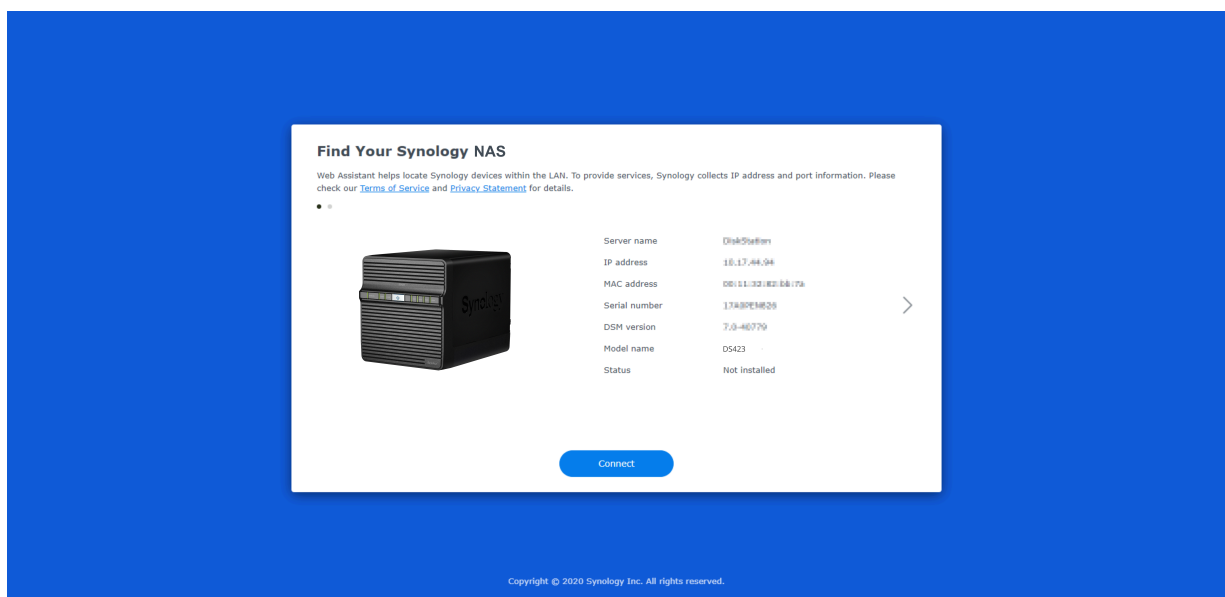 Find Your Synology NAS
Web Assistant helps locate Synology devices within the LAN. To provide services, Synology collects IP address and port information. Please
check our Terms of Service and Privacy Statement for details.
Synology
Server name DiskStation
IP address
MAC address
Serial number
DSM version
Model name DS423
Status Not installed
Connect
Copyright © 2020 Synology Inc. All rights reserved.